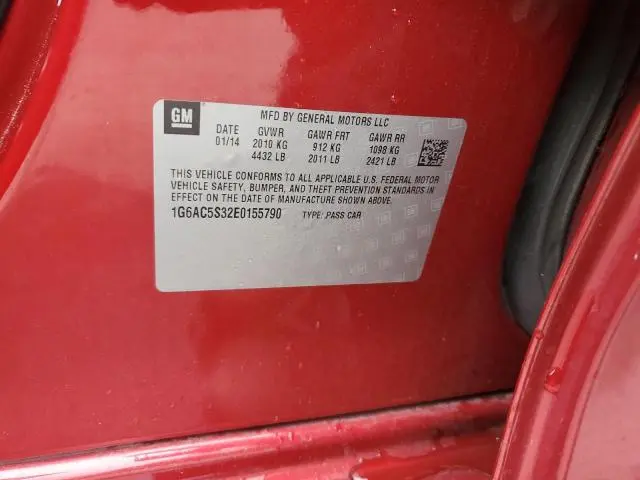 GM
MFD BY GENERAL MOTORS LLC
DATE GVWR GAWR FRT GAWR RR
01/14 2010 KG 912 KG 1098 KG
4432 LB 2011 LB 2421 LB
THIS VEHICLE CONFORMS TO ALL APPLICABLE U.S. FEDERAL MOTOR
VEHICLE SAFETY, BUMPER, AND THEFT PREVENTION STANDARDS IN
EFFECT ON THE DATE OF MANUFACTURE SHOWN ABOVE.
1G6AC5S32E0155790 TYPE: PASS CAR